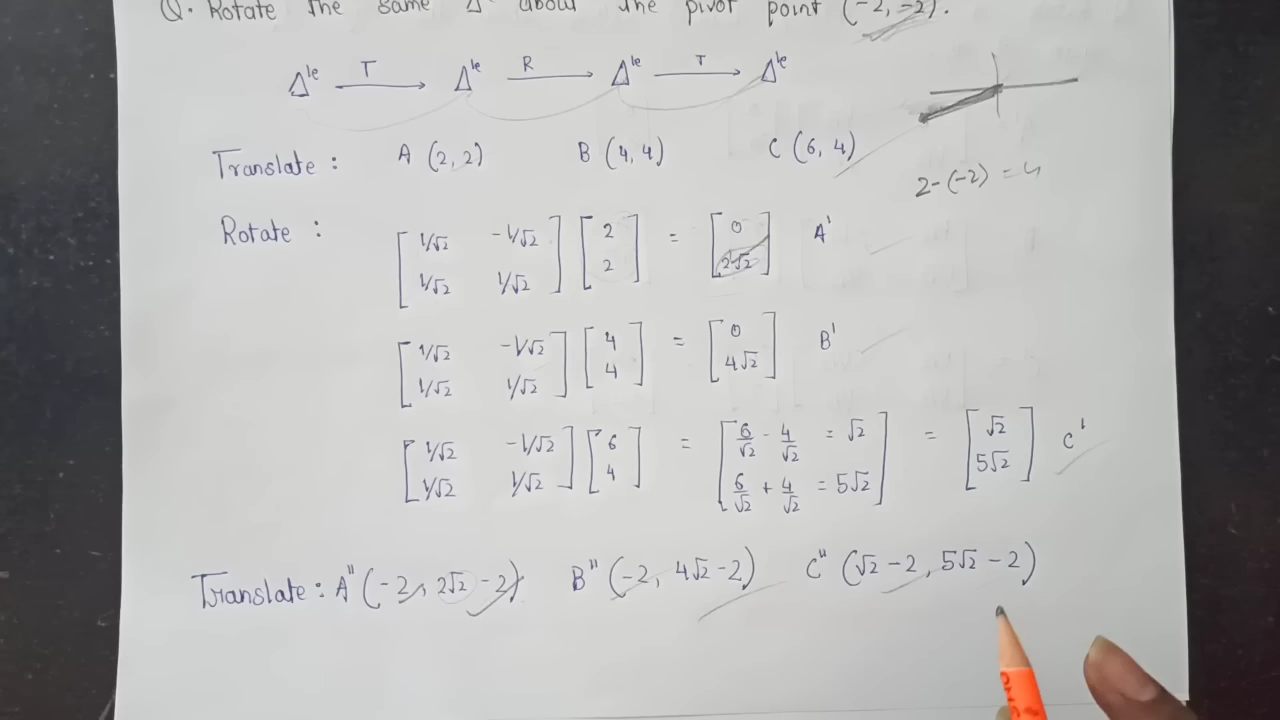 Q. Rotate the same Δ about the pivot point (-2, -2).
Δle T Δle R Δle T Δle
Translate : A (2, 2) B (4, 4) C (6, 4)
2-(-2) = 4
Rotate : [1/√2 -1/√2 1/√2 1/√2] [2 2] = [0 2√2] A'
[1/√2 -1/√2 1/√2 1/√2] [4 4] = [0 4√2] B'
[1/√2 -1/√2 1/√2 1/√2] [6 4] = [6/√2 - 4/√2 = √2 6/√2 + 4/√2 = 5√2] = [√2 5√2] C'
Translate : A" (-2, 2√2 -2) B" (-2, 4√2-2) C" (√2 -2, 5√2 -2)